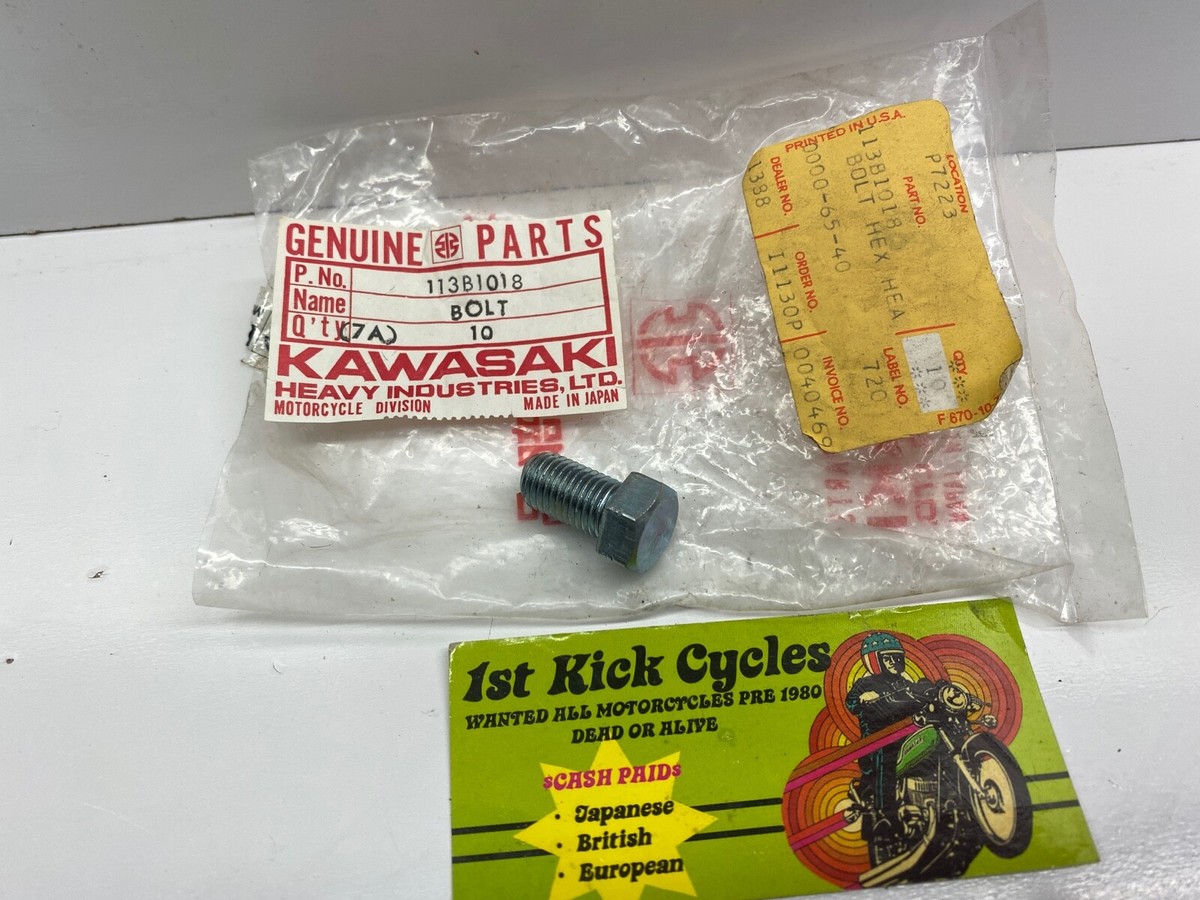 GENUINE PARTS
P. No. 113B1018
Name BOLT
Q'ty (7A) 10
KAWASAKI
HEAVY INDUSTRIES, LTD.
MOTORCYCLE DIVISION MADE IN JAPAN
PRINTED IN U.S.A.
LOCATION
P7223
PART NO.
113B1018
BOLT HEX HEA
0000-65-40
QTY
**10**
LABEL NO.
720
DEALER NO.
1388
ORDER NO.
I1130P
INVOICE NO.
0040469
F 670-10
1st Kick Cycles
WANTED ALL MOTORCYCLES PRE 1980
DEAD OR ALIVE
$CASH PAID$
· Japanese
· British
· European